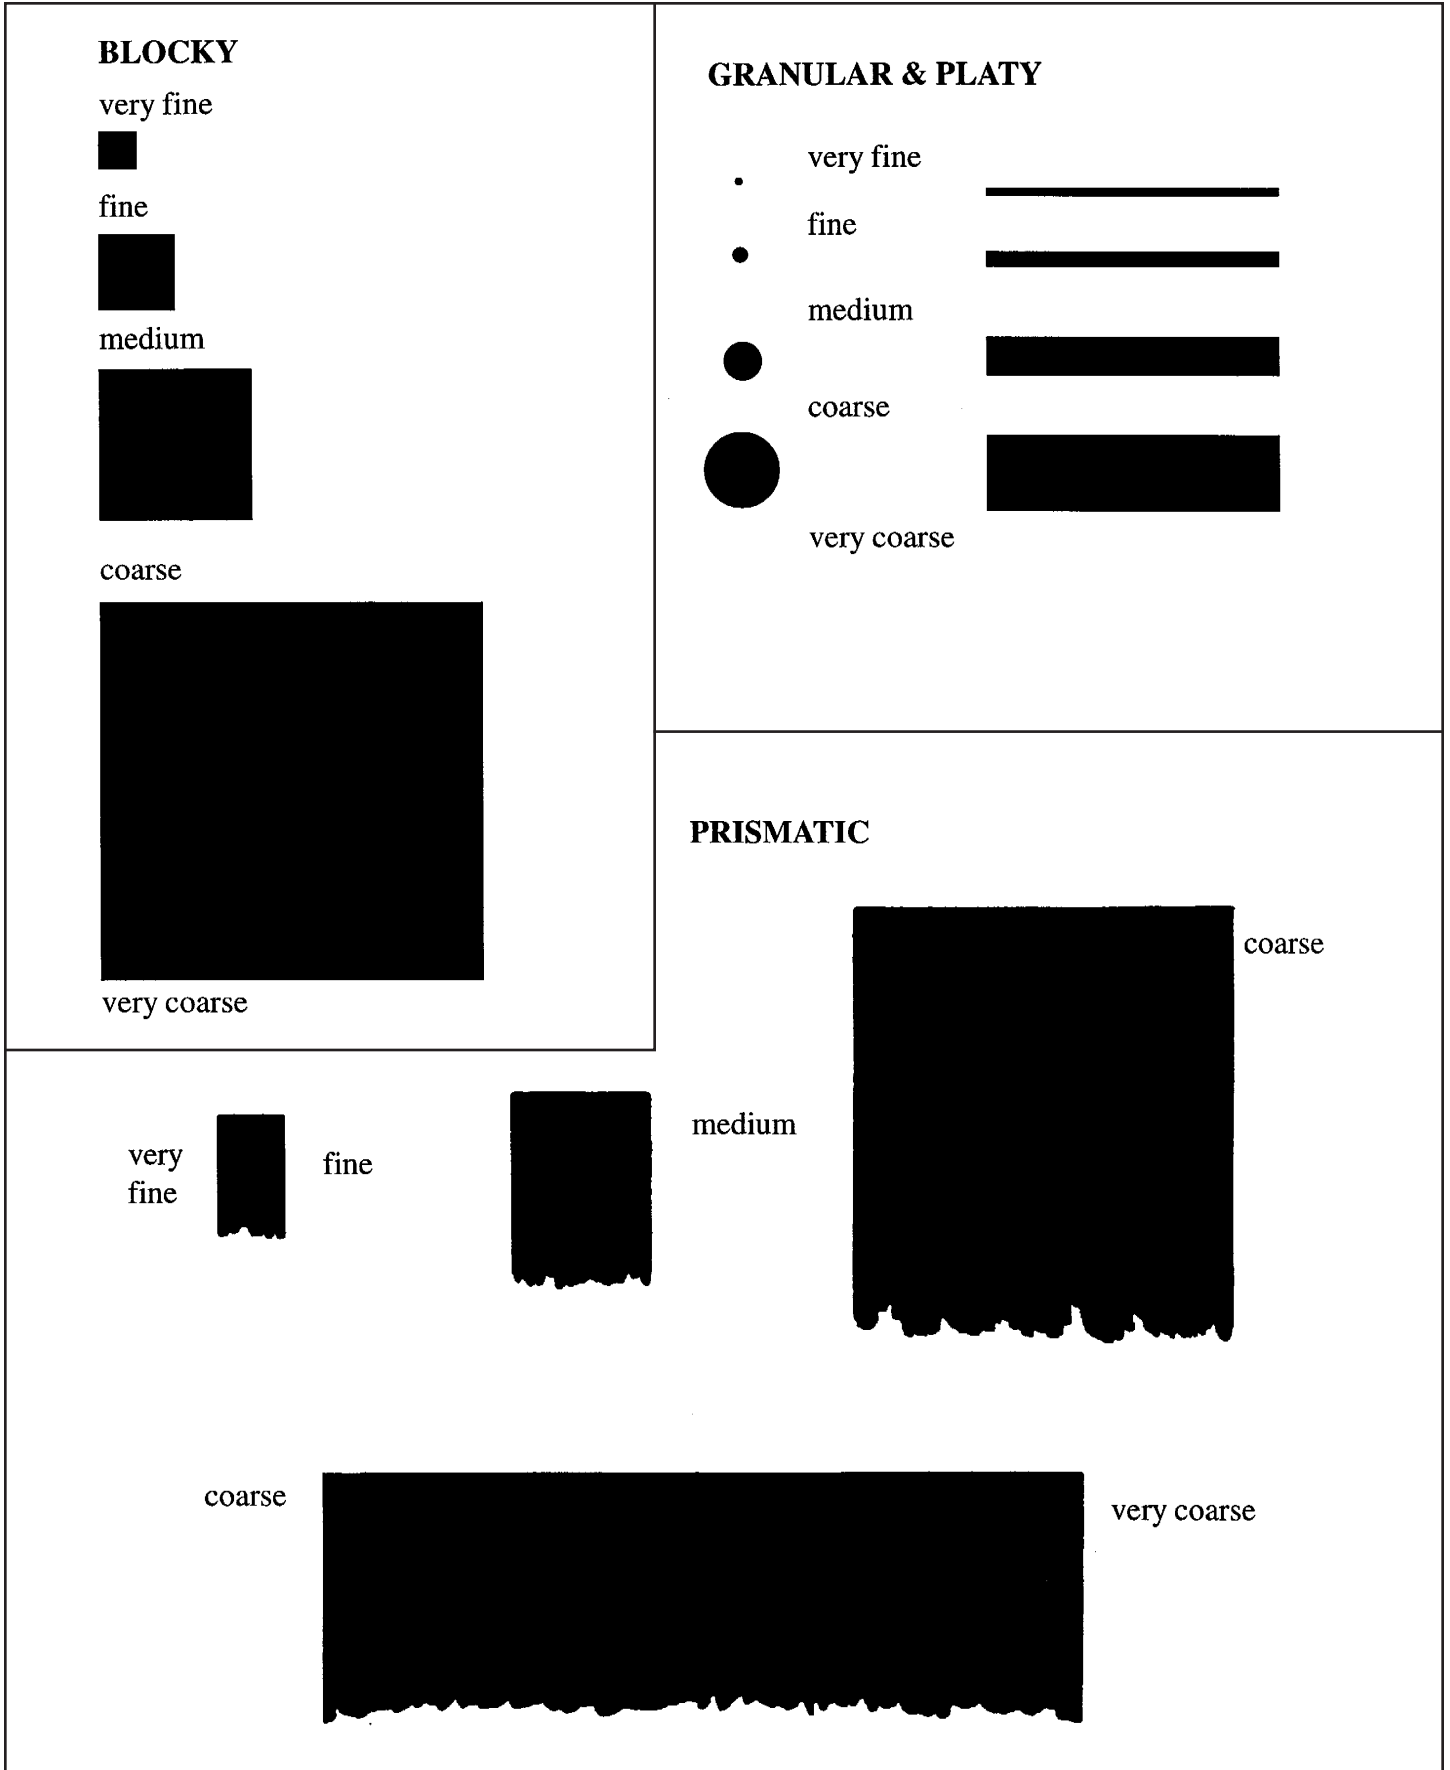 BLOCKY
very fine
fine
medium
coarse
very coarse
GRANULAR & PLATY
very fine
fine
medium
coarse
very coarse
PRISMATIC
very
fine
fine
medium
coarse
coarse
very coarse